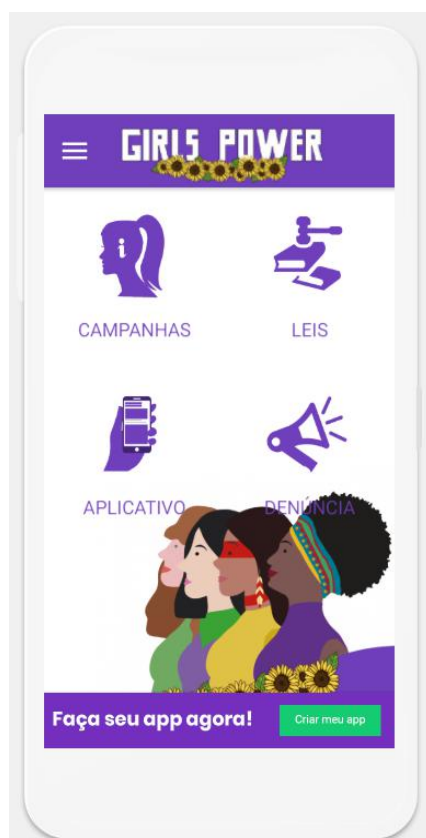 GIRLS POWER
CAMPANHAS
LEIS
APLICATIVO
DENÚNCIA
Faça seu app agora!
Criar meu app